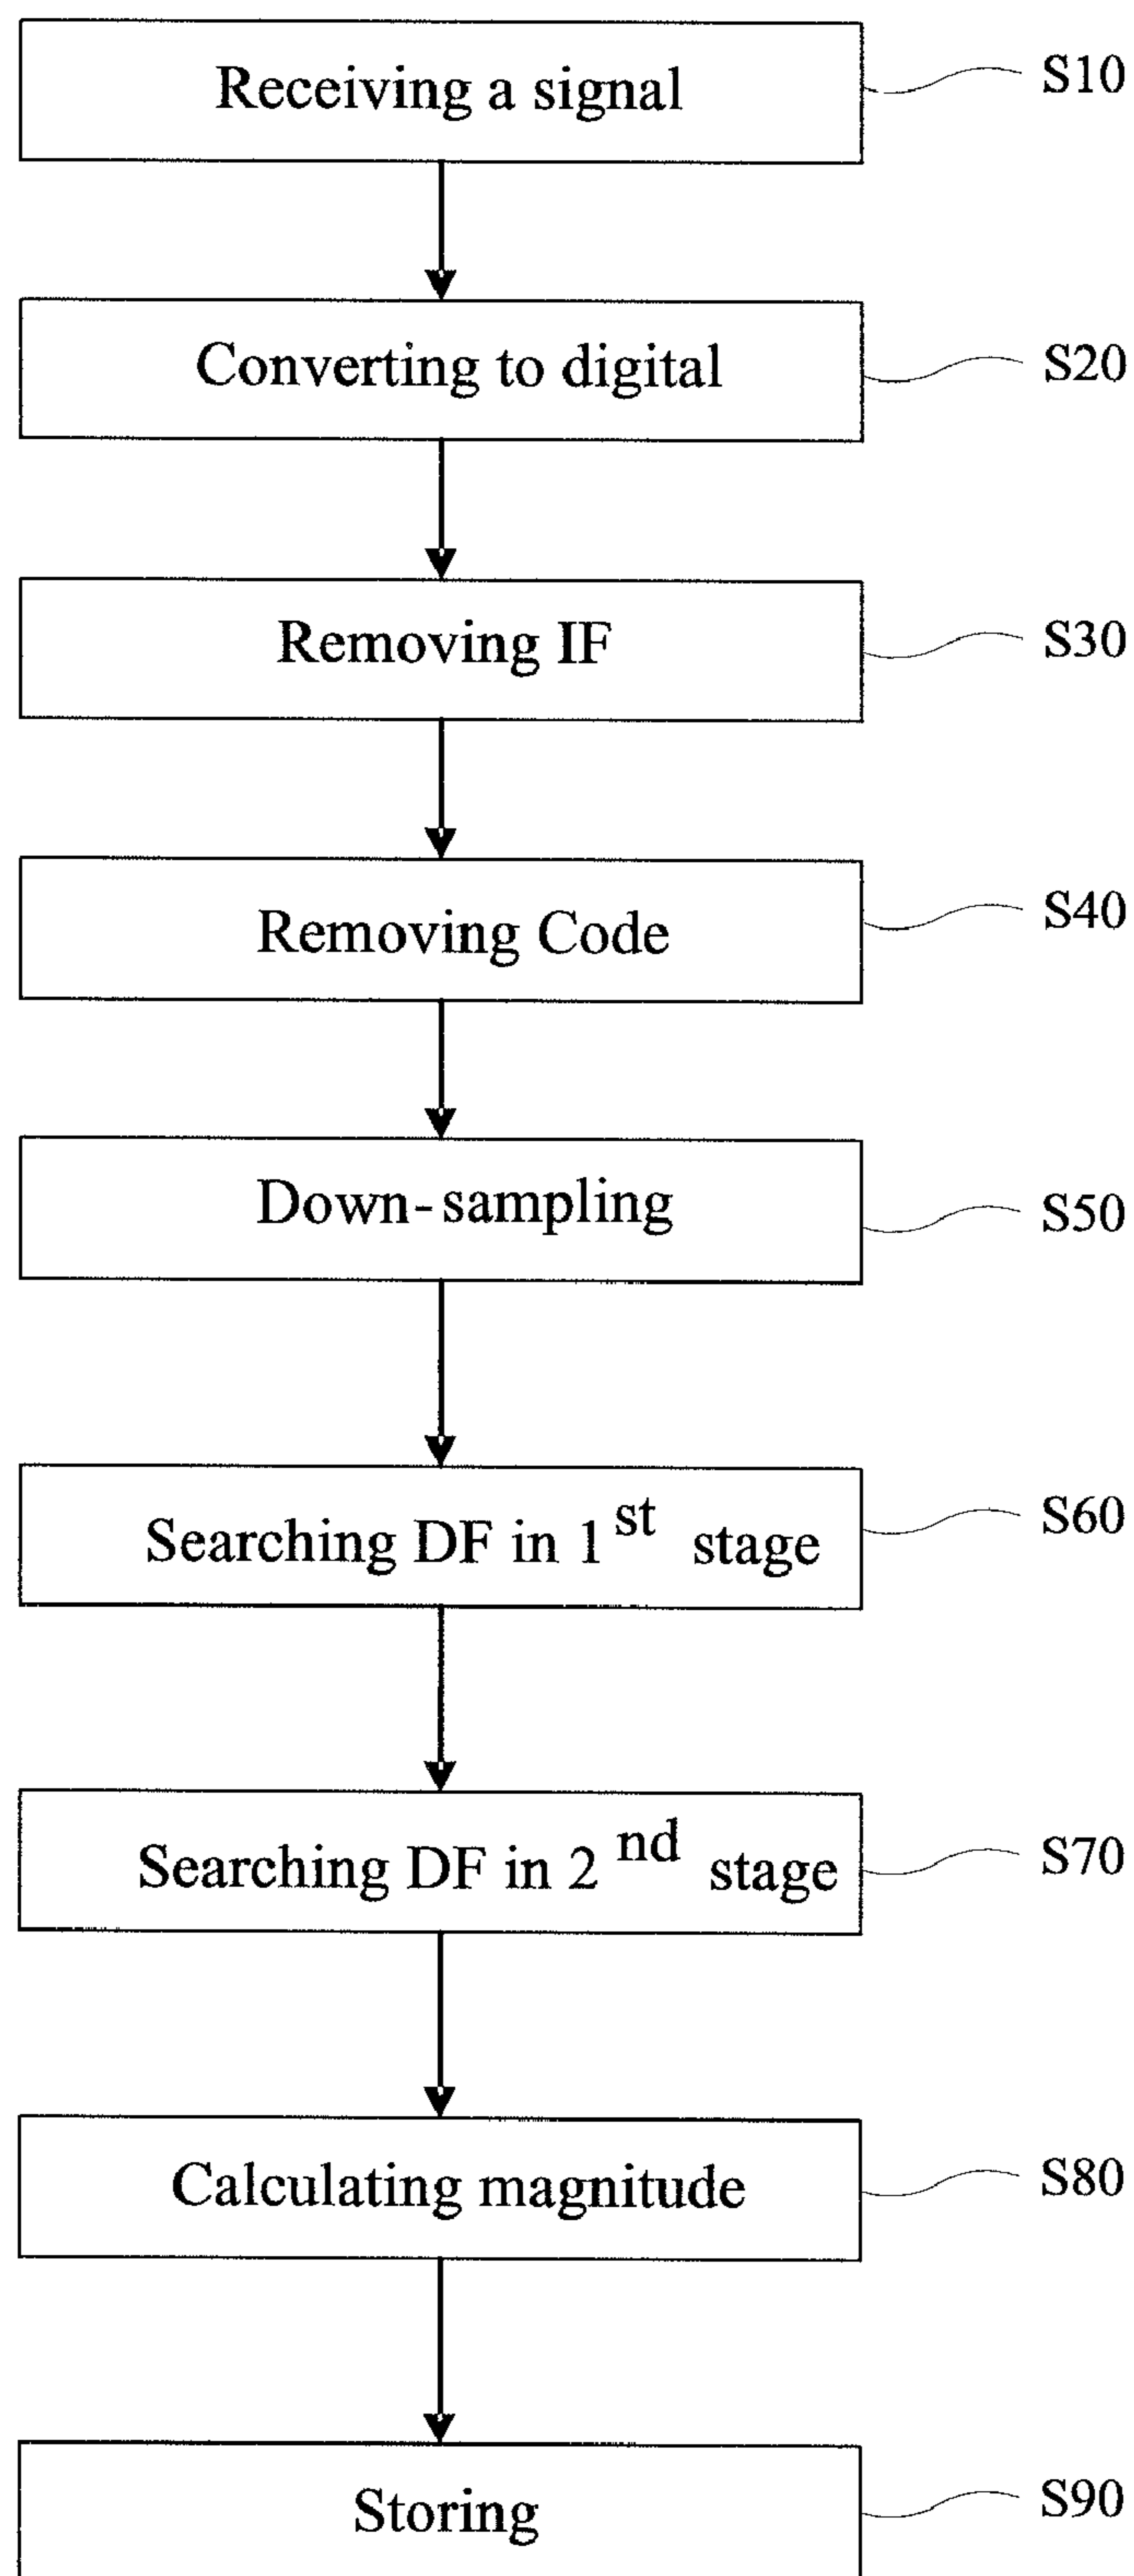 Receiving a signal S10
Converting to digital S20
Removing IF S30
Removing Code S40
Down-sampling S50
Searching DF in 1st stage S60
Searching DF in 2nd stage S70
Calculating magnitude S80
Storing S90